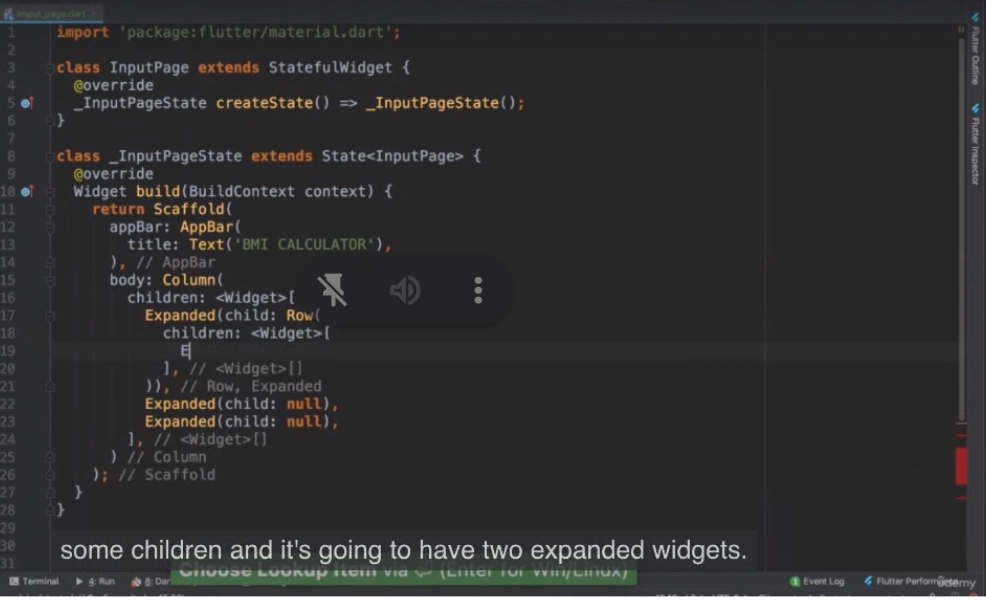 input_page.dart
1 import 'package:flutter/material.dart';
2
3 class InputPage extends StatefulWidget {
4 @override
5 _InputPageState createState() => _InputPageState();
6 }
7
8 class _InputPageState extends State<InputPage> {
9 @override
10 Widget build(BuildContext context) {
11 return Scaffold(
12 appBar: AppBar(
13 title: Text('BMI CALCULATOR'),
14 ), // AppBar
15 body: Column(
16 children: <Widget>[
17 Expanded(child: Row(
18 children: <Widget>[
19 E
20 ], // <Widget>[]
21 )), // Row, Expanded
22 Expanded(child: null),
23 Expanded(child: null),
24 ], // <Widget>[]
25 ) // Column
26 ); // Scaffold
27 }
28 }
29
30
31
Flutter Outline
Flutter Inspector
some children and it's going to have two expanded widgets.
Choose Lookup Item via ⏎ (Enter for Win/Linux)
Terminal 4: Run Event Log Flutter
udemy